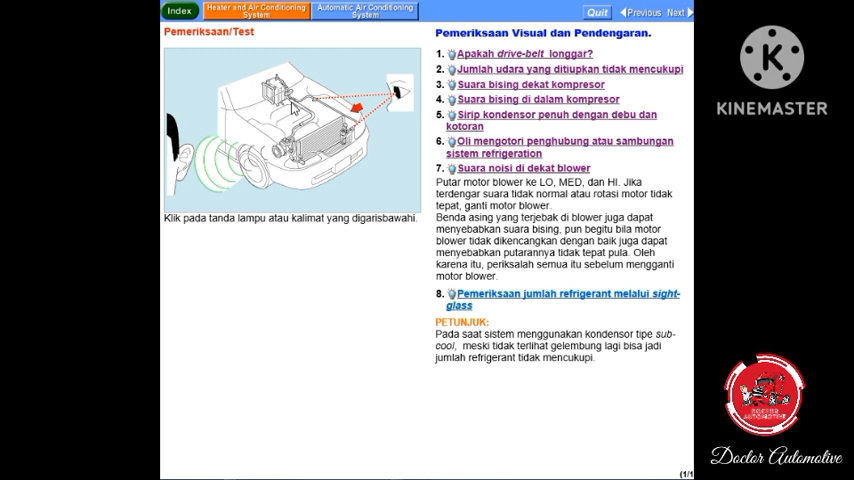 Index
Heater and Air Conditioning
System
Automatic Air Conditioning
System
Quit
Previous
Next
Pemeriksaan/Test
Klik pada tanda lampu atau kalimat yang digarisbawahi.
Pemeriksaan Visual dan Pendengaran.
1. Apakah drive-belt longgar?
2. Jumlah udara yang ditiupkan tidak mencukupi
3. Suara bising dekat kompresor
4. Suara bising di dalam kompresor
5. Sirip kondensor penuh dengan debu dan
kotoran
6. Oli mengotori penghubung atau sambungan
sistem refrigeration
7. Suara noisi di dekat blower
Putar motor blower ke LO, MED, dan HI. Jika
terdengar suara tidak normal atau rotasi motor tidak
tepat, ganti motor blower.
Benda asing yang terjebak di blower juga dapat
menyebabkan suara bising, pun begitu bila motor
blower tidak dikencangkan dengan baik juga dapat
menyebabkan putarannya tidak tepat pula. Oleh
karena itu, periksalah semua itu sebelum mengganti
motor blower.
8. Pemeriksaan jumlah refrigerant melalui sight-
glass
PETUNJUK:
Pada saat sistem menggunakan kondensor tipe sub-
cool, meski tidak terlihat gelembung lagi bisa jadi
jumlah refrigerant tidak mencukupi.
(1/1
KINEMASTER
DOCTOR
AUTOMOTIVE
Doctor Automotive